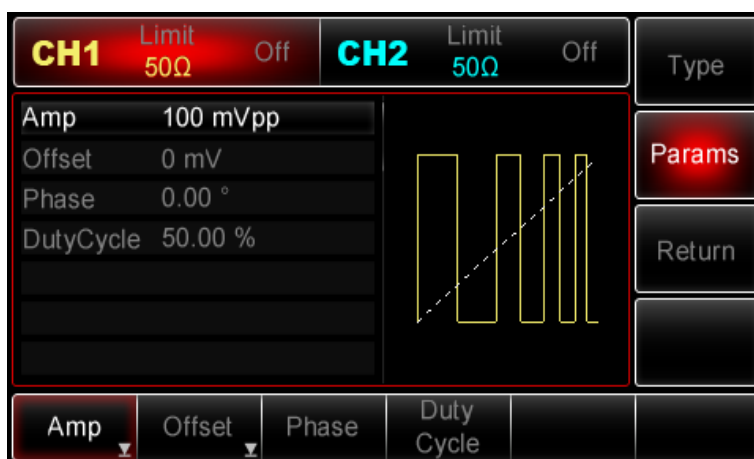 CH1 Limit 50Ω Off CH2 Limit 50Ω Off
Type
Amp 100 mVpp
Offset 0 mV
Phase 0.00 °
DutyCycle 50.00 %
Params
Return
Amp Offset Phase Duty Cycle